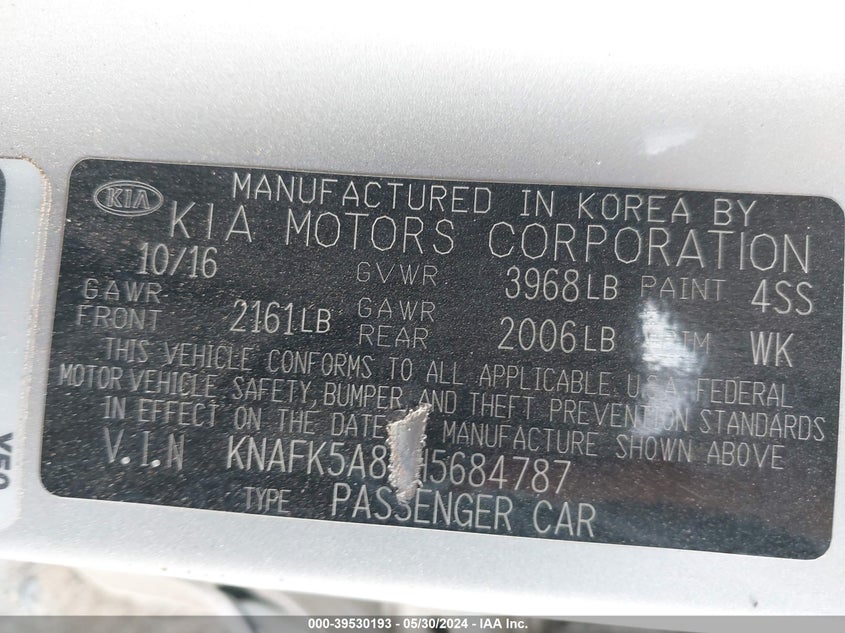 KIA
MANUFACTURED IN KOREA BY
KIA MOTORS CORPORATION
10/16 GVWR 3968LB PAINT 4SS
GAWR FRONT 2161LB GAWR REAR 2006LB WK
THIS VEHICLE CONFORMS TO ALL APPLICABLE U.S.A. FEDERAL
MOTOR VEHICLE SAFETY, BUMPER, AND THEFT PREVENTION STANDARDS
IN EFFECT ON THE DATE MANUFACTURE SHOWN ABOVE
V.I.N KNAFK5A8 H5684787
TYPE PASSENGER CAR
000-39530193 - 05/30/2024 - IAA Inc.